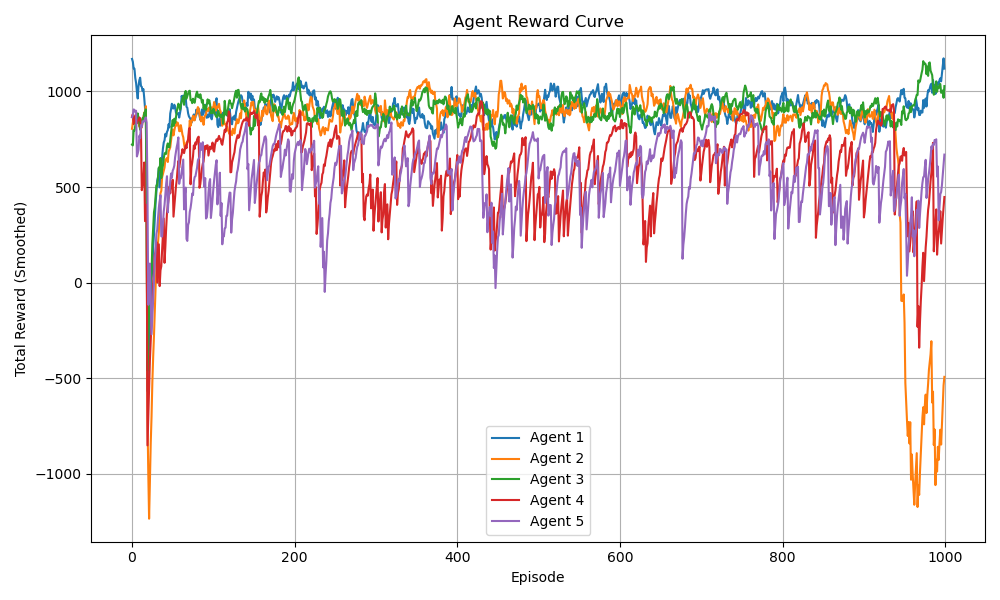 Agent Reward Curve
Total Reward (Smoothed)
1000
500
0
−500
−1000
Agent 1
Agent 2
Agent 3
Agent 4
Agent 5
0 200 400 600 800 1000
Episode